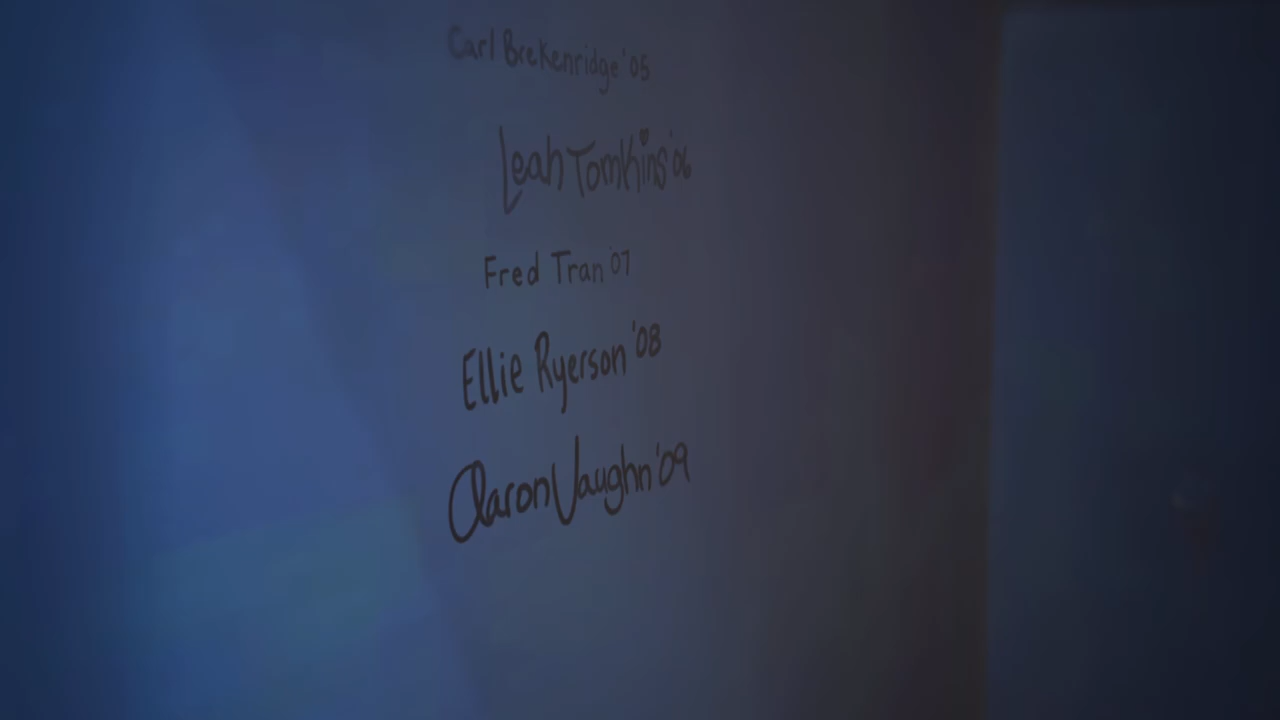 Carl Brekenridge '05
Leah Tomkins '06
Fred Tran '07
Ellie Ryerson '08
Aaron Vaughn '09